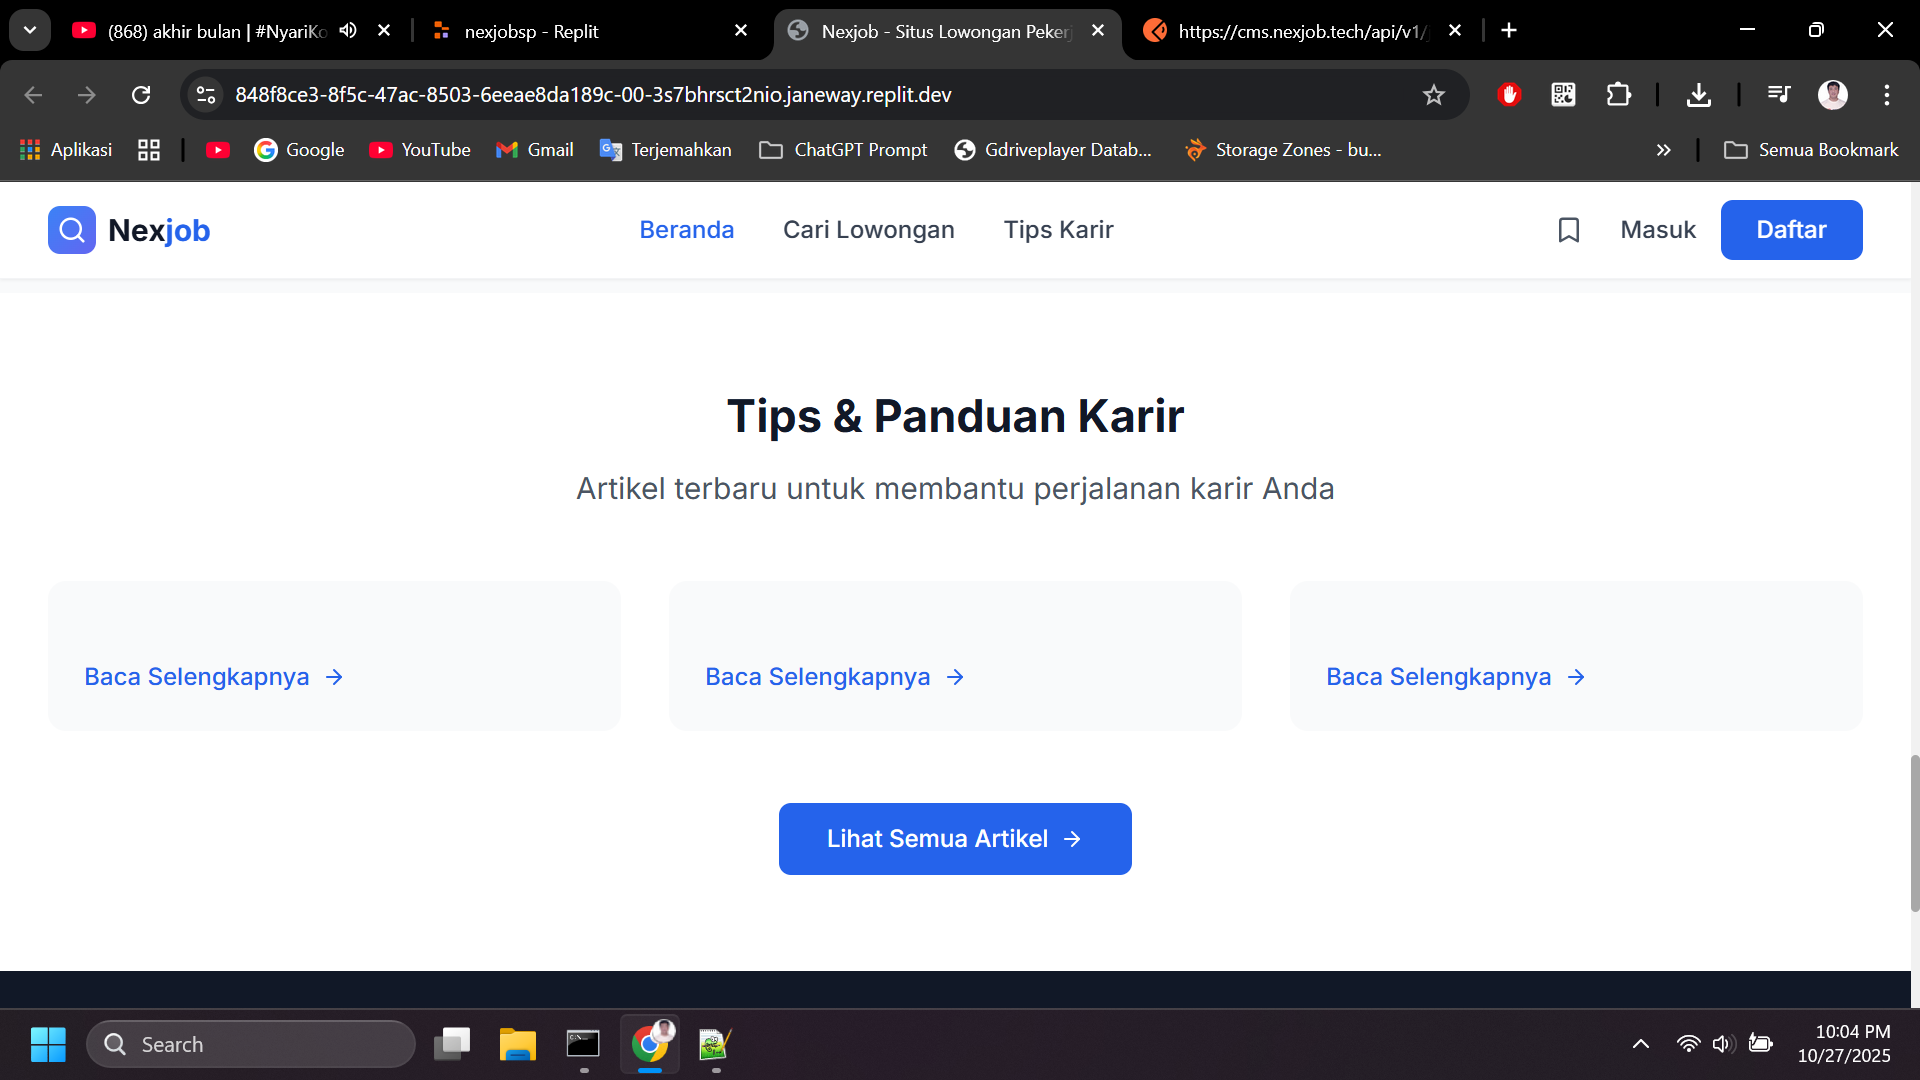 (868) akhir bulan | #NyariKo
nexjobsp - Replit
Nexjob - Situs Lowongan Pekerj
https://cms.nexjob.tech/api/v1/
848f8ce3-8f5c-47ac-8503-6eeae8da189c-00-3s7bhrsct2nio.janeway.replit.dev
Aplikasi
Google
YouTube
Gmail
Terjemahkan
ChatGPT Prompt
Gdriveplayer Datab...
Storage Zones - bu...
Semua Bookmark
Nexjob
Beranda
Cari Lowongan
Tips Karir
Masuk
Daftar
Tips & Panduan Karir
Artikel terbaru untuk membantu perjalanan karir Anda
Baca Selengkapnya →
Baca Selengkapnya →
Baca Selengkapnya →
Lihat Semua Artikel →
Search
10:04 PM
10/27/2025